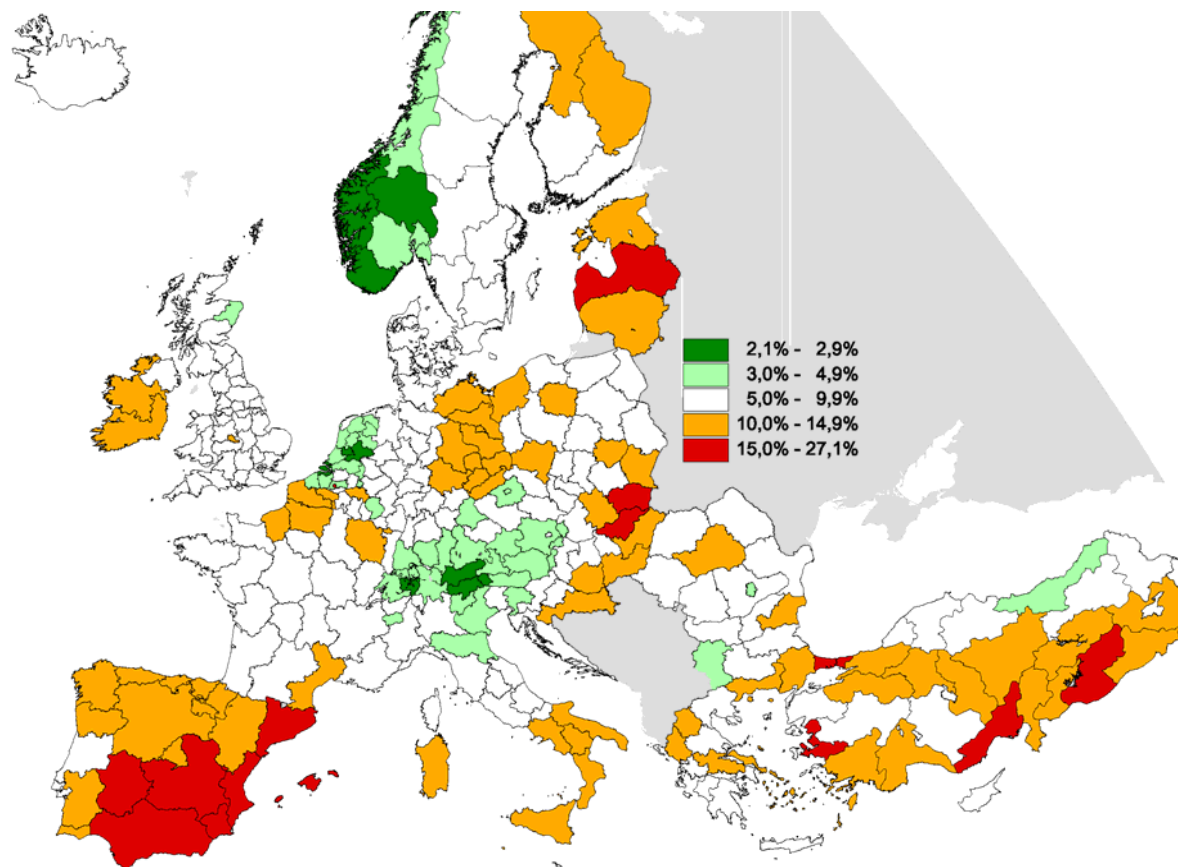 2,1% - 2,9%
3,0% - 4,9%
5,0% - 9,9%
10,0% - 14,9%
15,0% - 27,1%